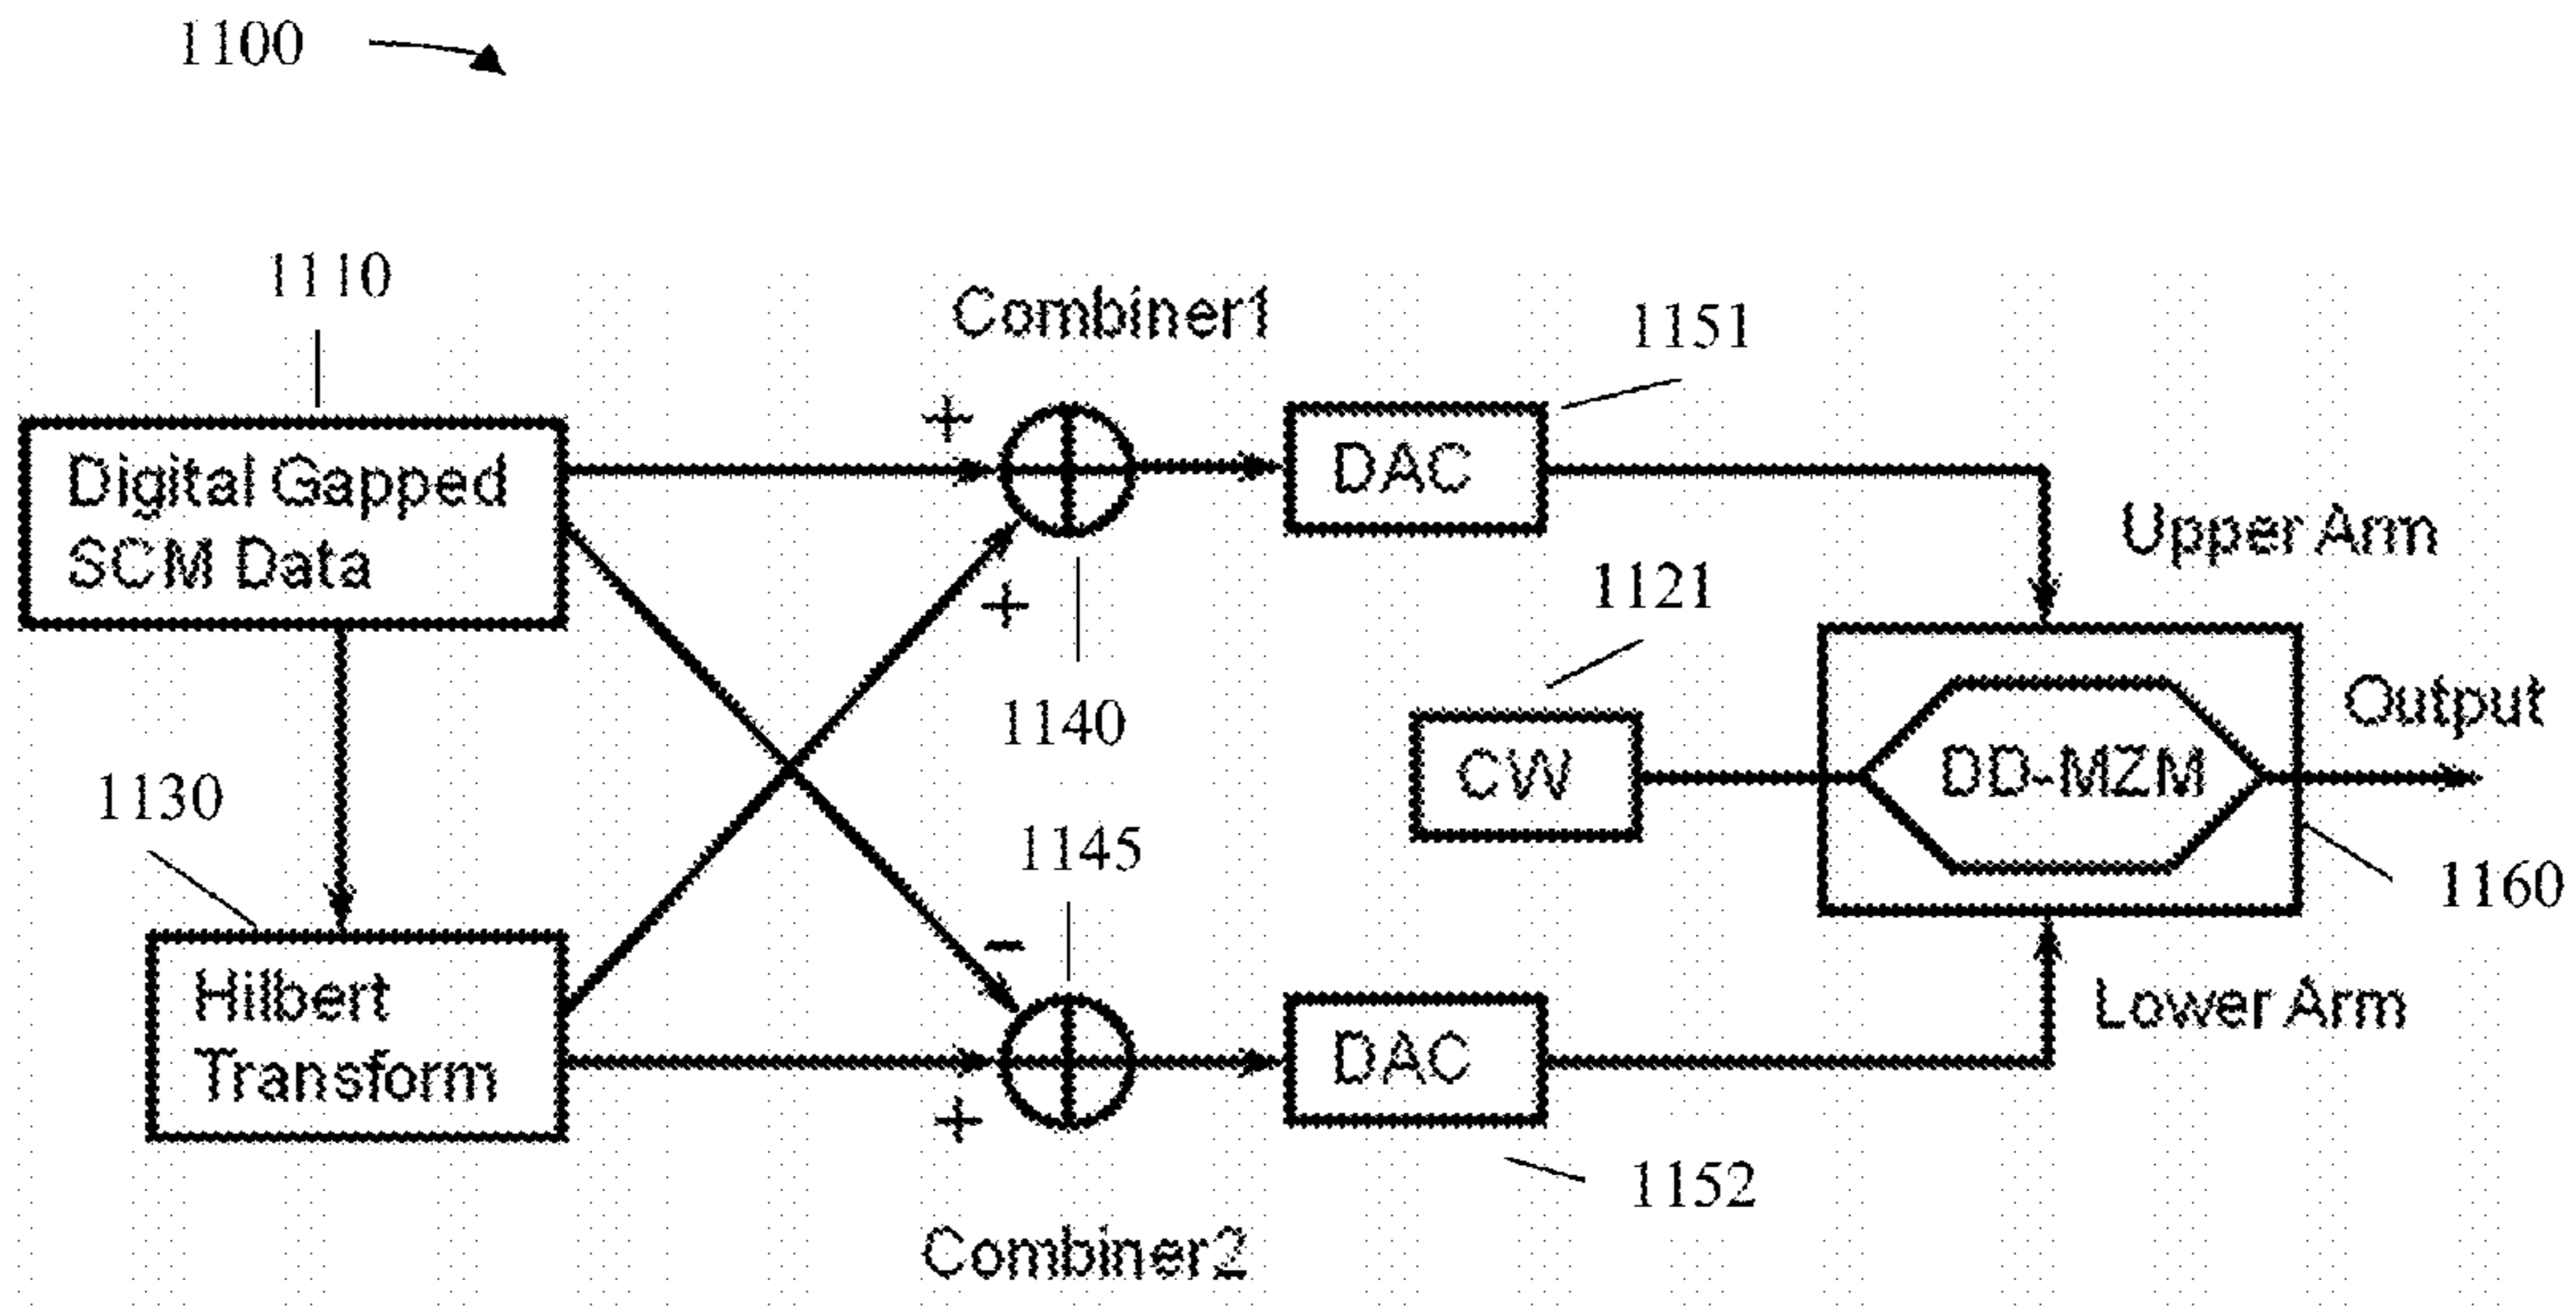 1100
1110
Combiner1
1151
+
Digital Gapped
SCM Data
DAC
Upper Arm
1121
+
1140
Output
CW
DD-MZM
1130
1145
1160
-
Hilbert
Transform
DAC
Lower Arm
+
1152
Combiner2